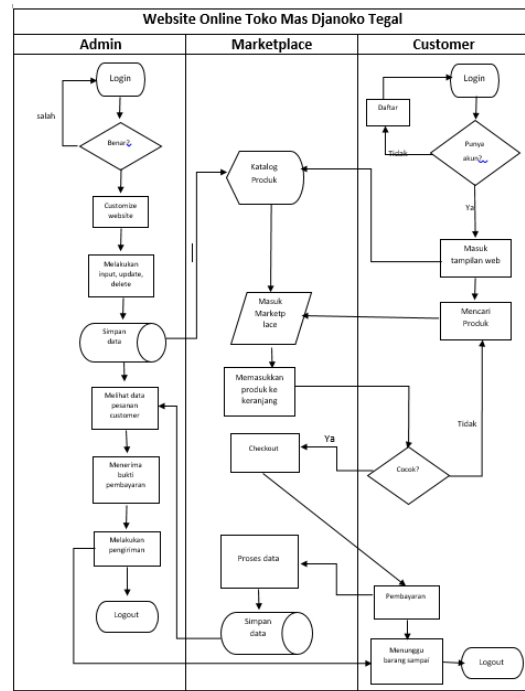 Website Online Toko Mas Djanoko Tegal
Admin
Marketplace
Customer
Login
salah
Benar?
Customize
website
Melakukan
input, update,
delete
Simpan
data
Melihat data
pesanan
customer
Menerima
bukti
pembayaran
Melakukan
pengiriman
Logout
Katalog
Produk
Masuk
Marketp
lace
Memasukkan
produk ke
keranjang
Checkout
Ya
Proses data
Simpan
data
Login
Daftar
Punya
akun?
Tidak
Ya
Masuk
tampilan web
Mencari
Produk
Tidak
Cocok?
Pembayaran
Menunggu
barang sampai
Logout